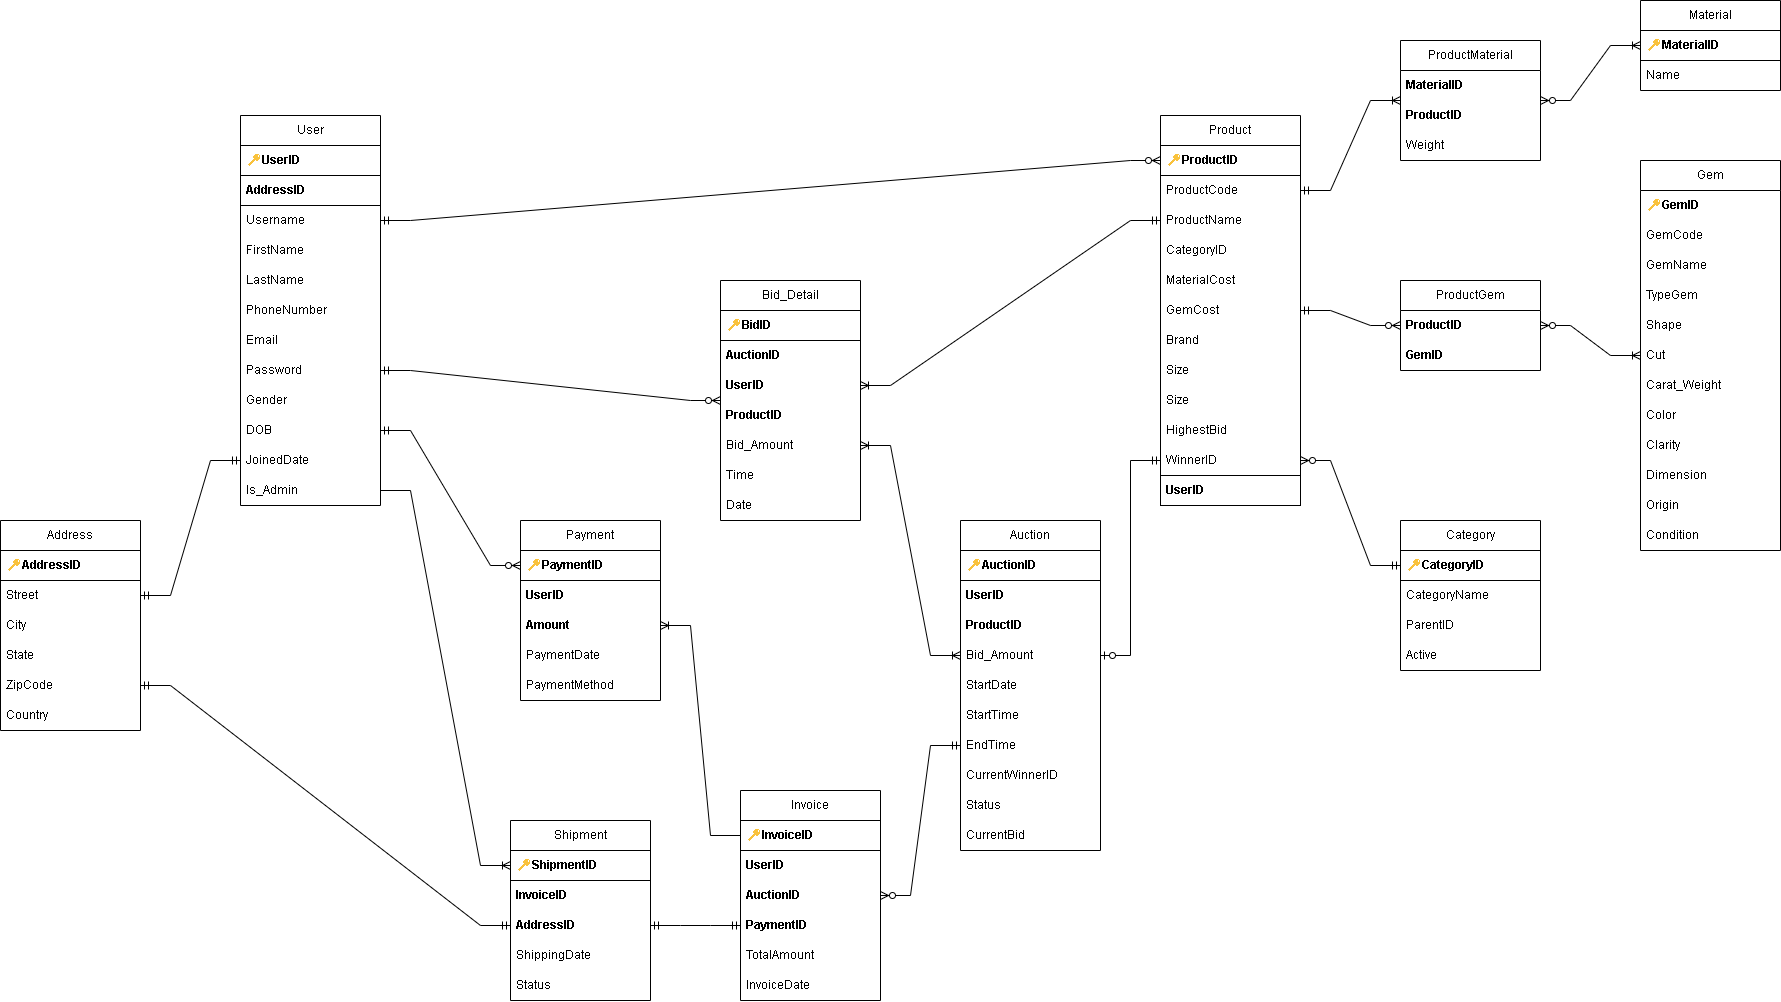 Material
MaterialID
Name
ProductMaterial
MaterialID
ProductID
Weight
User
UserID
AddressID
Username
FirstName
LastName
PhoneNumber
Email
Password
Gender
DOB
JoinedDate
Is_Admin
Product
ProductID
ProductCode
ProductName
CategoryID
MaterialCost
GemCost
Brand
Size
Size
HighestBid
WinnerID
UserID
Gem
GemID
GemCode
GemName
TypeGem
Shape
Cut
Carat_Weight
Color
Clarity
Dimension
Origin
Condition
Bid_Detail
BidID
AuctionID
UserID
ProductID
Bid_Amount
Time
Date
ProductGem
ProductID
GemID
Address
AddressID
Street
City
State
ZipCode
Country
Payment
PaymentID
UserID
Amount
PaymentDate
PaymentMethod
Auction
AuctionID
UserID
ProductID
Bid_Amount
StartDate
StartTime
EndTime
CurrentWinnerID
Status
CurrentBid
Category
CategoryID
CategoryName
ParentID
Active
Shipment
ShipmentID
InvoiceID
AddressID
ShippingDate
Status
Invoice
InvoiceID
UserID
AuctionID
PaymentID
TotalAmount
InvoiceDate